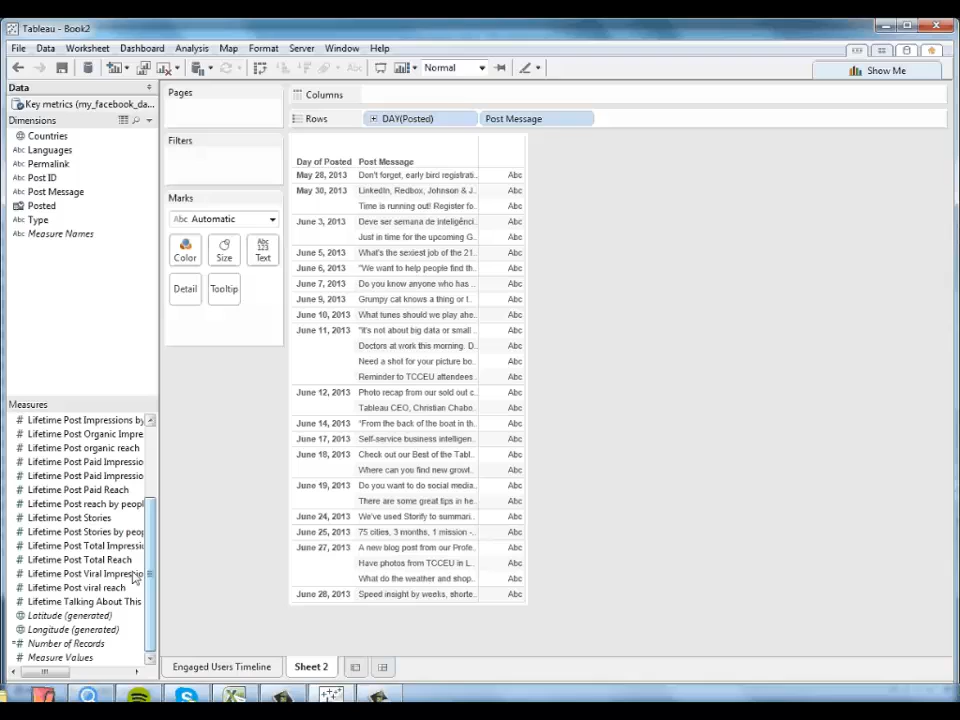 Tableau - Book2
File Data Worksheet Dashboard Analysis Map Format Server Window Help
Abc Normal
Show Me
Data
Key metrics (my_facebook_da...
Dimensions
Countries
Abc Languages
Abc Permalink
Abc Post ID
Abc Post Message
Posted
Abc Type
Abc Measure Names
Measures
# Lifetime Post Impressions by
# Lifetime Post Organic Impre
# Lifetime Post organic reach
# Lifetime Post Paid Impressio
# Lifetime Post Paid Impressio
# Lifetime Post Paid Reach
# Lifetime Post reach by peopl
# Lifetime Post Stories
# Lifetime Post Stories by peop
# Lifetime Post Total Impressi
# Lifetime Post Total Reach
# Lifetime Post Viral Impressio
# Lifetime Post viral reach
# Lifetime Talking About This
Latitude (generated)
Longitude (generated)
=# Number of Records
# Measure Values
Pages
Filters
Marks
Abc Automatic
Color Size Abc 123 Text
Detail Tooltip
Columns
Rows DAY(Posted) Post Message
Day of Posted Post Message
May 28, 2013 Don't forget, early bird registrati.. Abc
May 30, 2013 LinkedIn, Redbox, Johnson & J.. Abc
Time is running out! Register fo.. Abc
June 3, 2013 Deve ser semana de inteligênci.. Abc
Just in time for the upcoming G.. Abc
June 5, 2013 What's the sexiest job of the 21.. Abc
June 6, 2013 "We want to help people find th.. Abc
June 7, 2013 Do you know anyone who has .. Abc
June 9, 2013 Grumpy cat knows a thing or t.. Abc
June 10, 2013 What tunes should we play ahe.. Abc
June 11, 2013 "It's not about big data or small .. Abc
Doctors at work this morning. D.. Abc
Need a shot for your picture bo.. Abc
Reminder to TCCEU attendees .. Abc
June 12, 2013 Photo recap from our sold out c.. Abc
Tableau CEO, Christian Chabo.. Abc
June 14, 2013 "From the back of the boat in th.. Abc
June 17, 2013 Self-service business intelligen.. Abc
June 18, 2013 Check out our Best of the Tabl.. Abc
Where can you find new growt.. Abc
June 19, 2013 Do you want to do social media.. Abc
There are some great tips in he.. Abc
June 24, 2013 We've used Storify to summari.. Abc
June 25, 2013 75 cities, 3 months, 1 mission -.. Abc
June 27, 2013 A new blog post from our Profe.. Abc
Have photos from TCCEU in L.. Abc
What do the weather and shop.. Abc
June 28, 2013 Speed insight by weeks, shorte.. Abc
Engaged Users Timeline Sheet 2